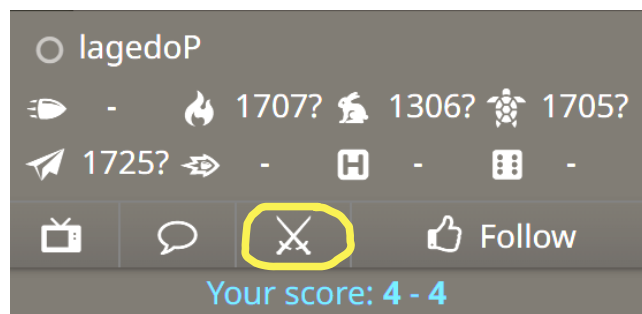 lagedoP
- 1707? 1306? 1705?
1725? - H - -
Follow
Your score: 4 - 4